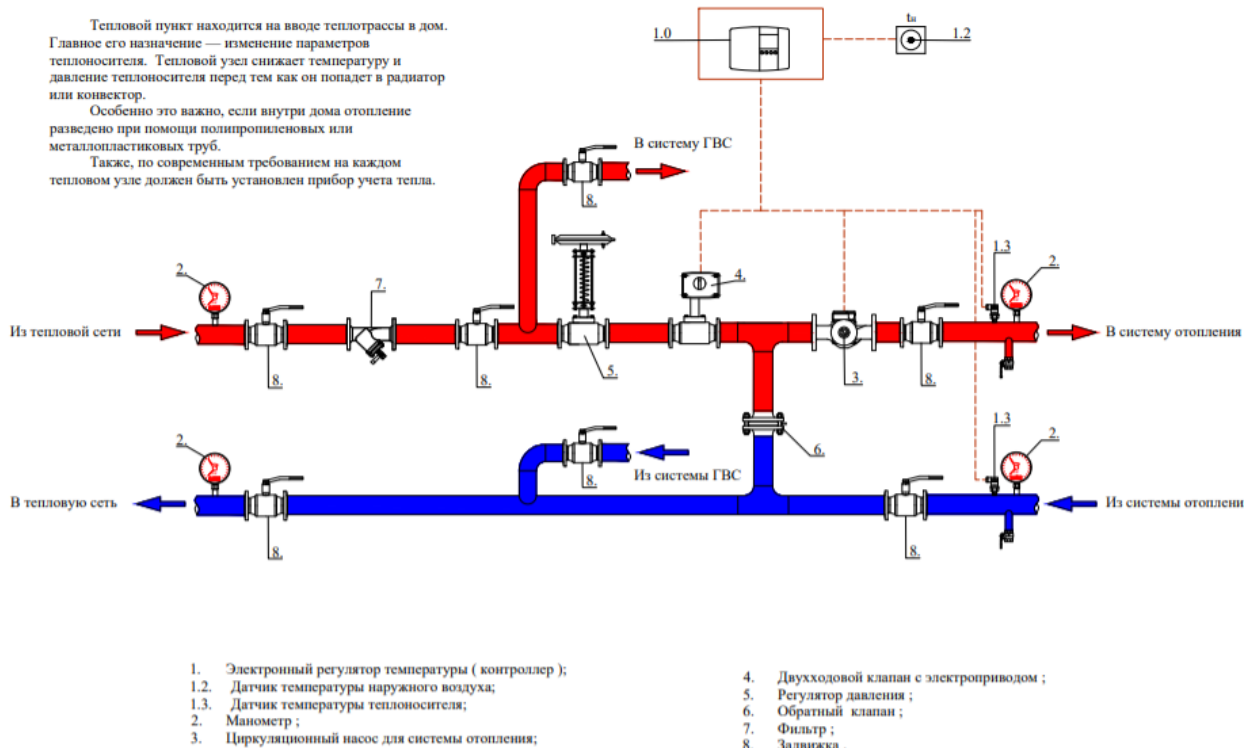 Тепловой пункт находится на вводе теплотрассы в дом.
Главное его назначение — изменение параметров
теплоносителя. Тепловой узел снижает температуру и
давление теплоносителя перед тем как он попадет в радиатор
или конвектор.
Особенно это важно, если внутри дома отопление
разведено при помощи полипропиленовых или
металлопластиковых труб.
Также, по современным требованием на каждом
тепловом узле должен быть установлен прибор учета тепла.
1.0
tн
1.2
В систему ГВС
8.
2.
7.
4.
1.3
2.
Из тепловой сети
В систему отопления
8.
8.
5.
3.
8.
2.
6.
1.3
2.
8.
Из системы ГВС
В тепловую сеть
Из системы отоплени
8.
8.
1. Электронный регулятор температуры ( контроллер );
1.2. Датчик температуры наружного воздуха;
1.3. Датчик температуры теплоносителя;
2. Манометр ;
3. Циркуляционный насос для системы отопления;
4. Двухходовой клапан с электроприводом ;
5. Регулятор давления ;
6. Обратный клапан ;
7. Фильтр ;
8. Задвижка .